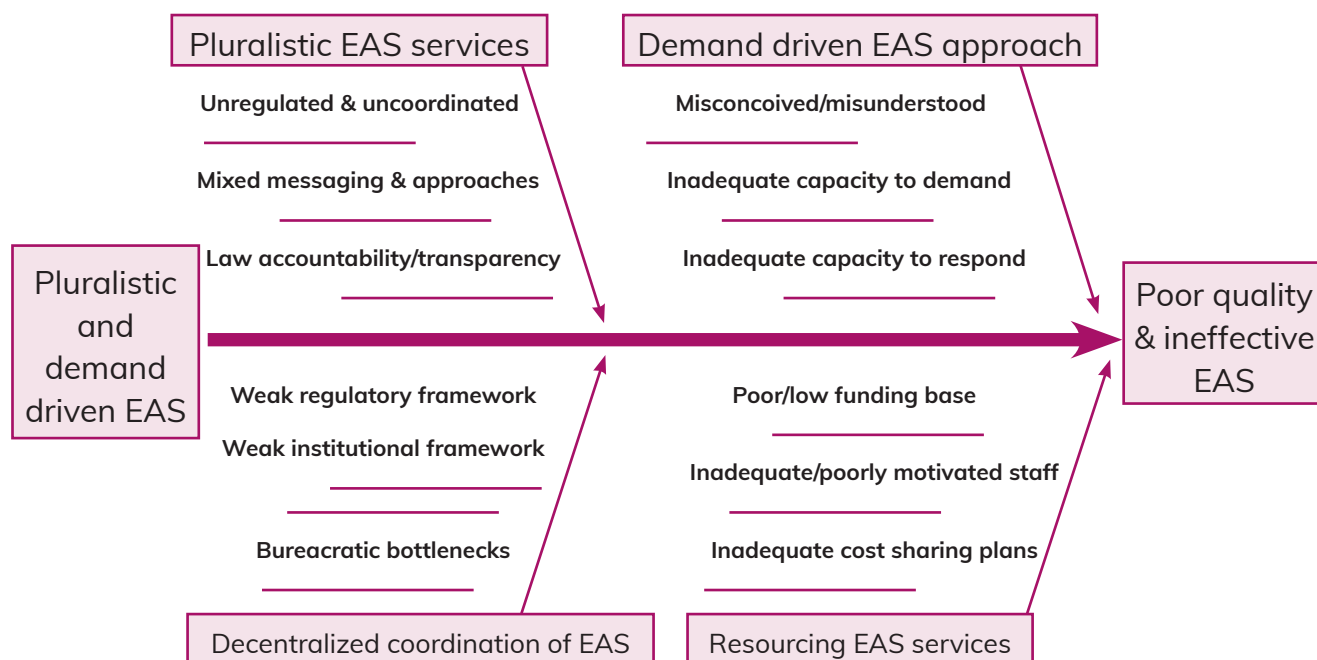 Pluralistic EAS services
Demand driven EAS approach
Unregulated & uncoordinated
Misconcoived/misunderstood
Mixed messaging & approaches
Inadequate capacity to demand
Law accountability/transparency
Inadequate capacity to respond
Pluralistic
and
demand
driven EAS
Poor quality
& ineffective
EAS
Weak regulatory framework
Poor/low funding base
Weak institutional framework
Inadequate/poorly motivated staff
Bureacratic bottlenecks
Inadequate cost sharing plans
Decentralized coordination of EAS
Resourcing EAS services